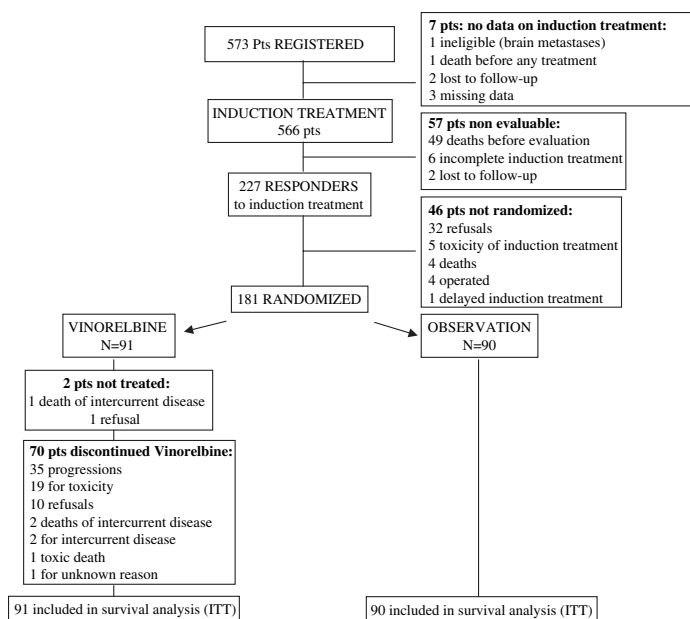 573 Pts REGISTERED
7 pts: no data on induction treatment:
1 ineligible (brain metastases)
1 death before any treatment
2 lost to follow-up
3 missing data
INDUCTION TREATMENT
566 pts
57 pts non evaluable:
49 deaths before evaluation
6 incomplete induction treatment
2 lost to follow-up
227 RESPONDERS
to induction treatment
46 pts not randomized:
32 refusals
5 toxicity of induction treatment
4 deaths
4 operated
1 delayed induction treatment
181 RANDOMIZED
VINORELBINE
N=91
OBSERVATION
N=90
2 pts not treated:
1 death of intercurrent disease
1 refusal
70 pts discontinued Vinorelbine:
35 progressions
19 for toxicity
10 refusals
2 deaths of intercurrent disease
2 for intercurrent disease
1 toxic death
1 for unknown reason
91 included in survival analysis (ITT)
90 included in survival analysis (ITT)